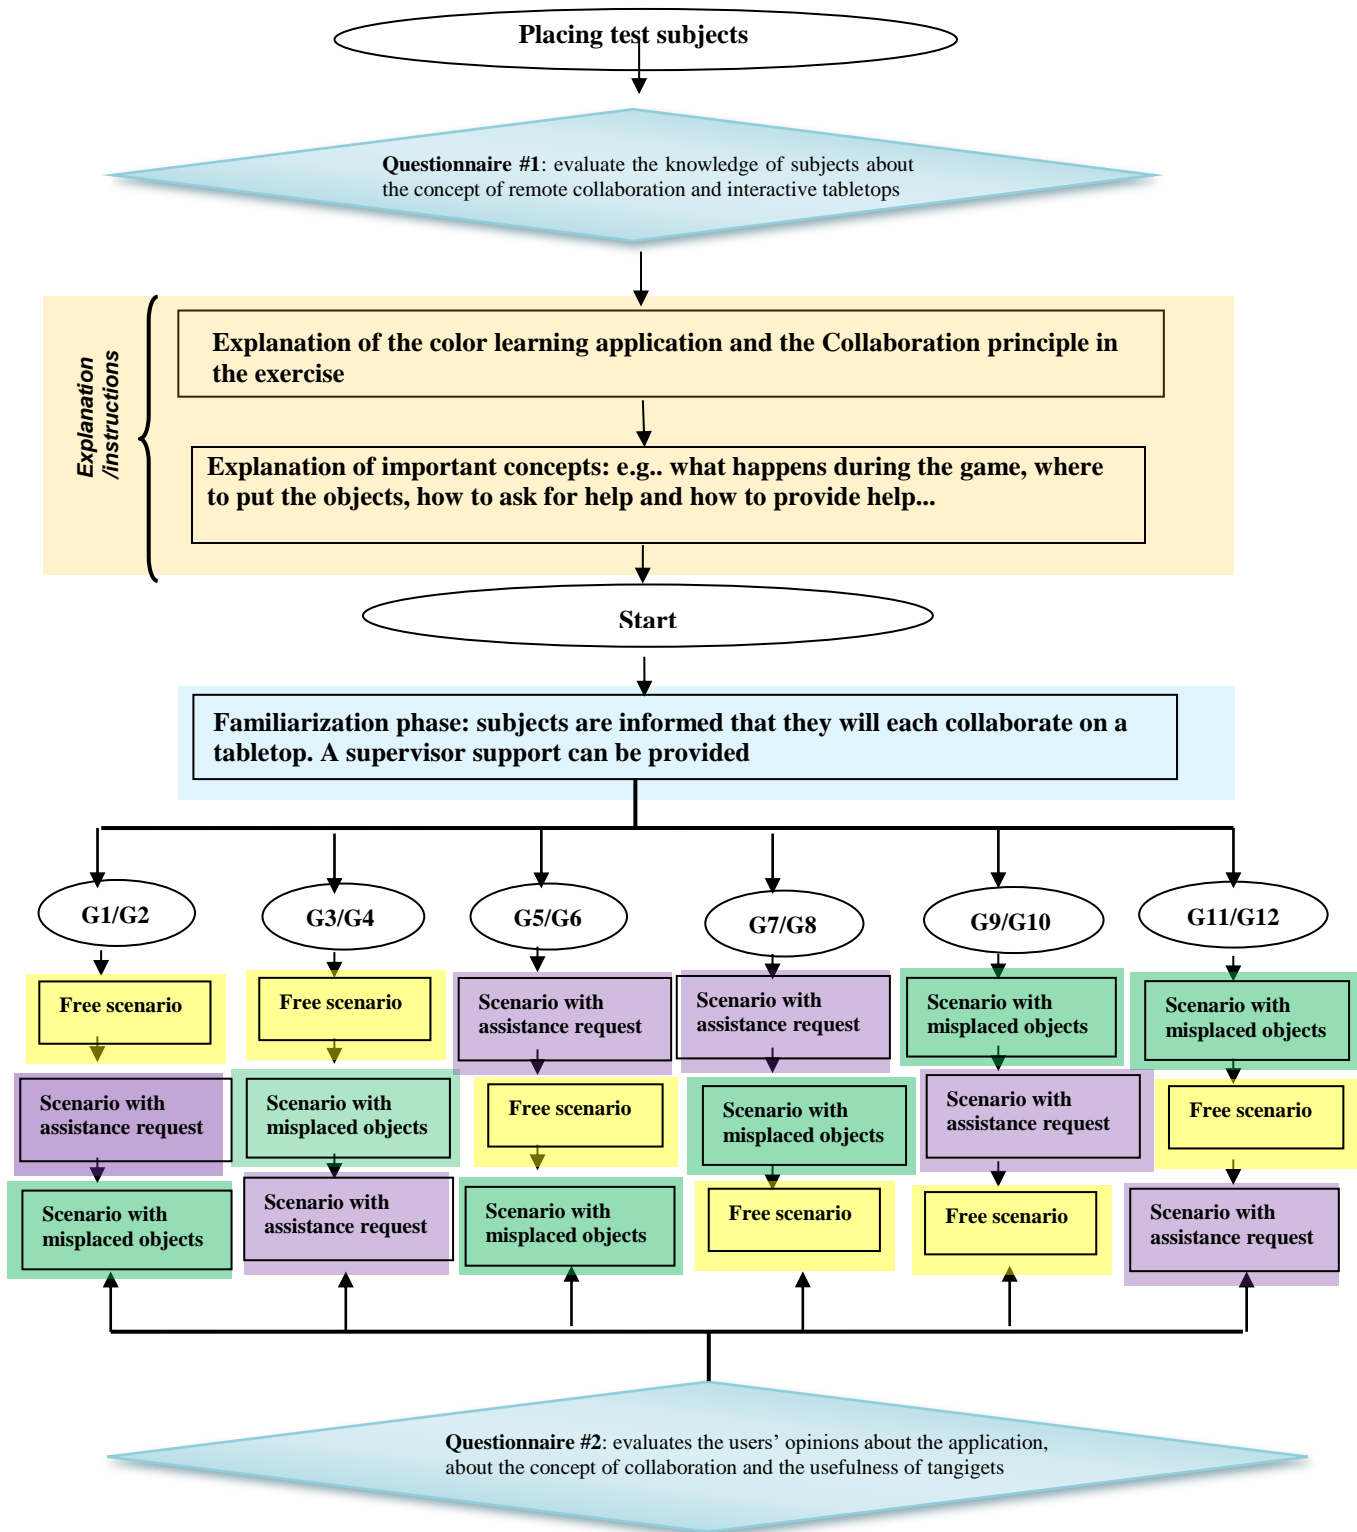 Placing test subjects
Questionnaire #1: evaluate the knowledge of subjects about
the concept of remote collaboration and interactive tabletops
Explanation
/instructions
Explanation of the color learning application and the Collaboration principle in
the exercise
Explanation of important concepts: e.g.. what happens during the game, where
to put the objects, how to ask for help and how to provide help...
Start
Familiarization phase: subjects are informed that they will each collaborate on a
tabletop. A supervisor support can be provided
G1/G2
G3/G4
G5/G6
G7/G8
G9/G10
G11/G12
Free scenario
Free scenario
Scenario with
assistance request
Scenario with
assistance request
Scenario with
misplaced objects
Scenario with
misplaced objects
Scenario with
assistance request
Scenario with
misplaced objects
Free scenario
Scenario with
misplaced objects
Scenario with
assistance request
Free scenario
Scenario with
misplaced objects
Scenario with
assistance request
Scenario with
misplaced objects
Free scenario
Free scenario
Scenario with
assistance request
Questionnaire #2: evaluates the users’ opinions about the application,
about the concept of collaboration and the usefulness of tangigets